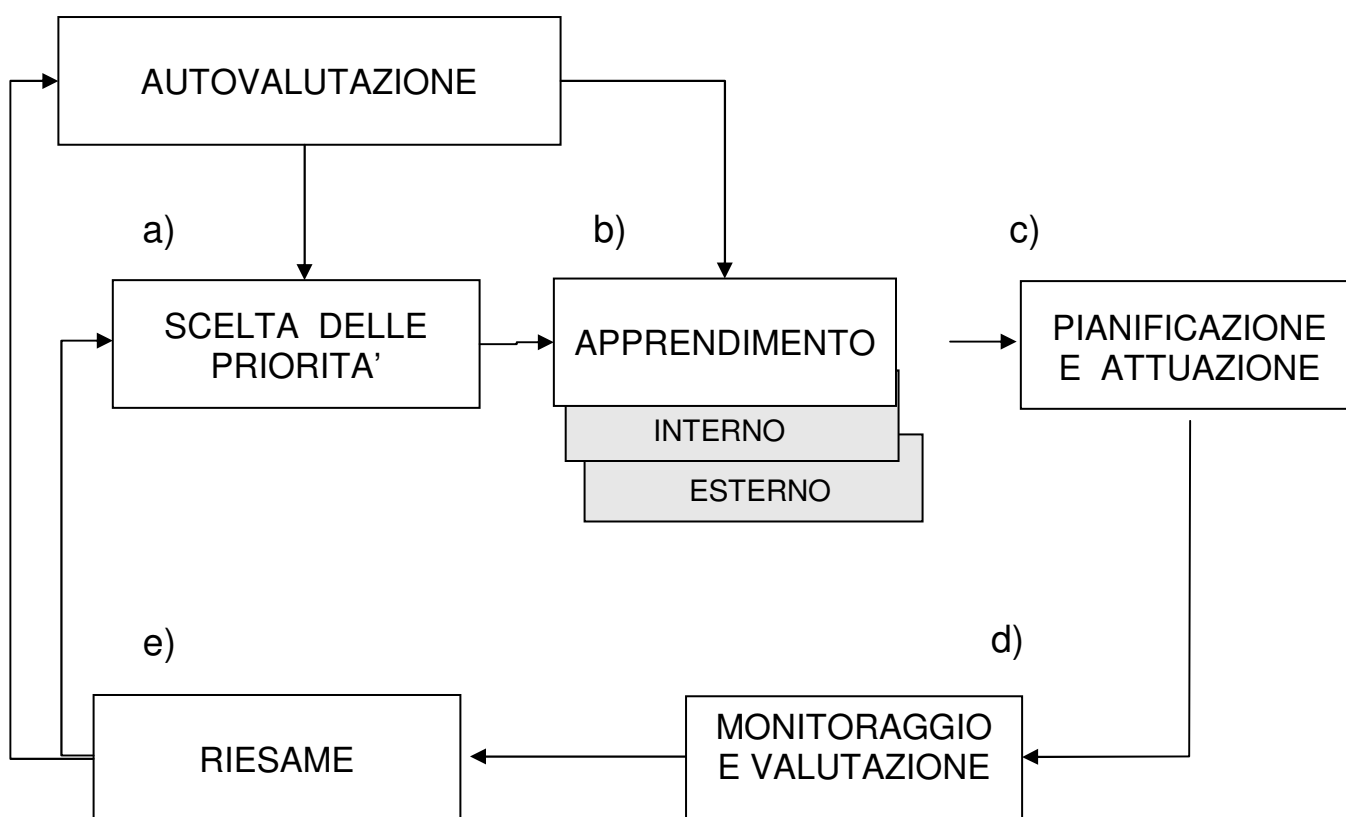 AUTOVALUTAZIONE
a)
b)
c)
SCELTA DELLE
PRIORITA’
APPRENDIMENTO
INTERNO
ESTERNO
PIANIFICAZIONE
E ATTUAZIONE
e)
d)
RIESAME
MONITORAGGIO
E VALUTAZIONE